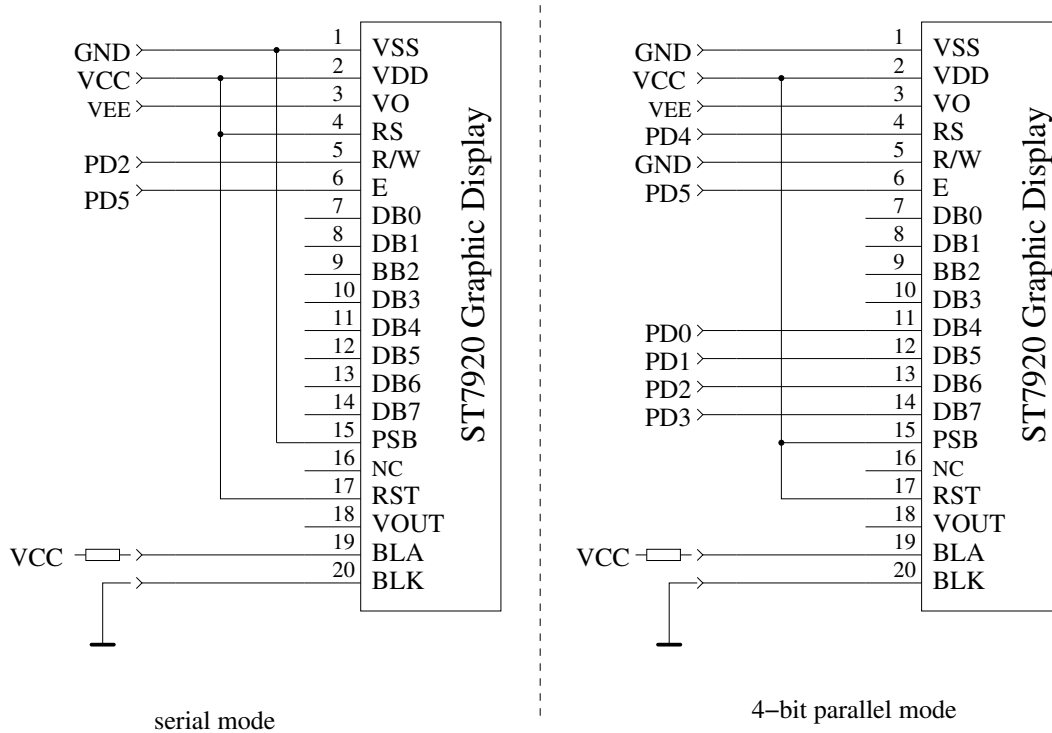 GND 1 VSS
VCC 2 VDD
VEE 3 VO
4 RS
PD2 5 R/W
PD5 6 E
7 DB0
8 DB1
9 BB2
10 DB3
11 DB4
12 DB5
13 DB6
14 DB7
15 PSB
16 NC
17 RST
18 VOUT
VCC 19 BLA
20 BLK
ST7920 Graphic Display
serial mode
GND 1 VSS
VCC 2 VDD
VEE 3 VO
PD4 4 RS
GND 5 R/W
PD5 6 E
7 DB0
8 DB1
9 BB2
10 DB3
PD0 11 DB4
PD1 12 DB5
PD2 13 DB6
PD3 14 DB7
15 PSB
16 NC
17 RST
18 VOUT
VCC 19 BLA
20 BLK
ST7920 Graphic Display
4−bit parallel mode